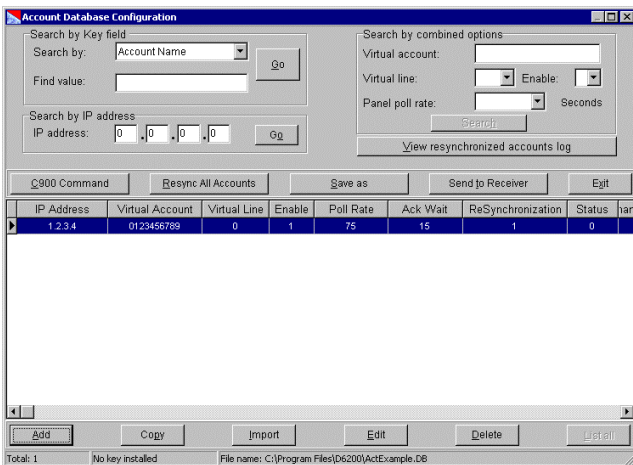 Account Database Configuration
Search by Key field
Search by: Account Name
Go
Find value:
Search by IP address
IP address: 0 . 0 . 0 . 0
Go
Search by combined options
Virtual account:
Virtual line: Enable:
Panel poll rate: Seconds
Search
View resynchronized accounts log
C900 Command Resync All Accounts Save as Send to Receiver Exit
IP Address Virtual Account Virtual Line Enable Poll Rate Ack Wait ReSynchronization Status
1.2.3.4 0123456789 0 1 75 15 1 0
Add Copy Import Edit Delete List all
Total: 1 No key installed File name: C:\Program Files\D6200\ActExample.DB